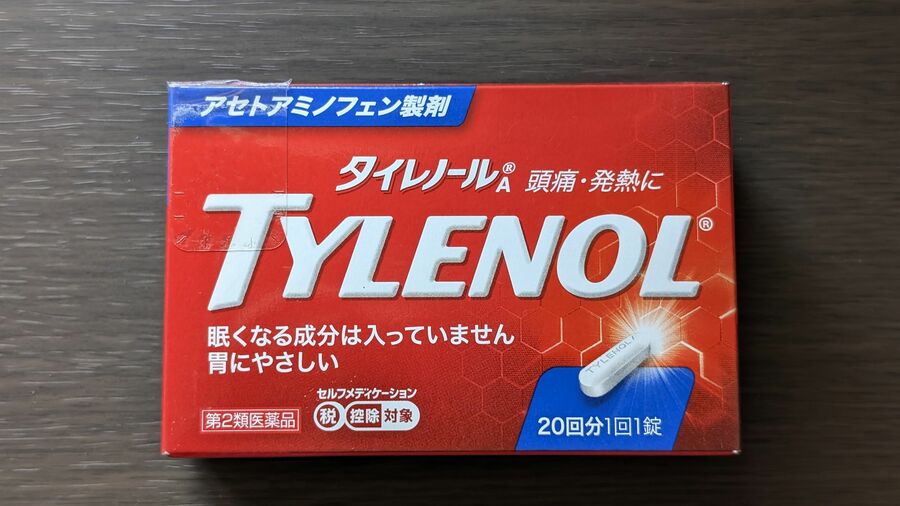 アセトアミノフェン製剤
タイレノール®A 頭痛・発熱に
TYLENOL®
眠くなる成分は入っていません
胃にやさしい
セルフメディケーション
第2類医薬品 税 控除 対象
TYLENOL A
20回分1回1錠